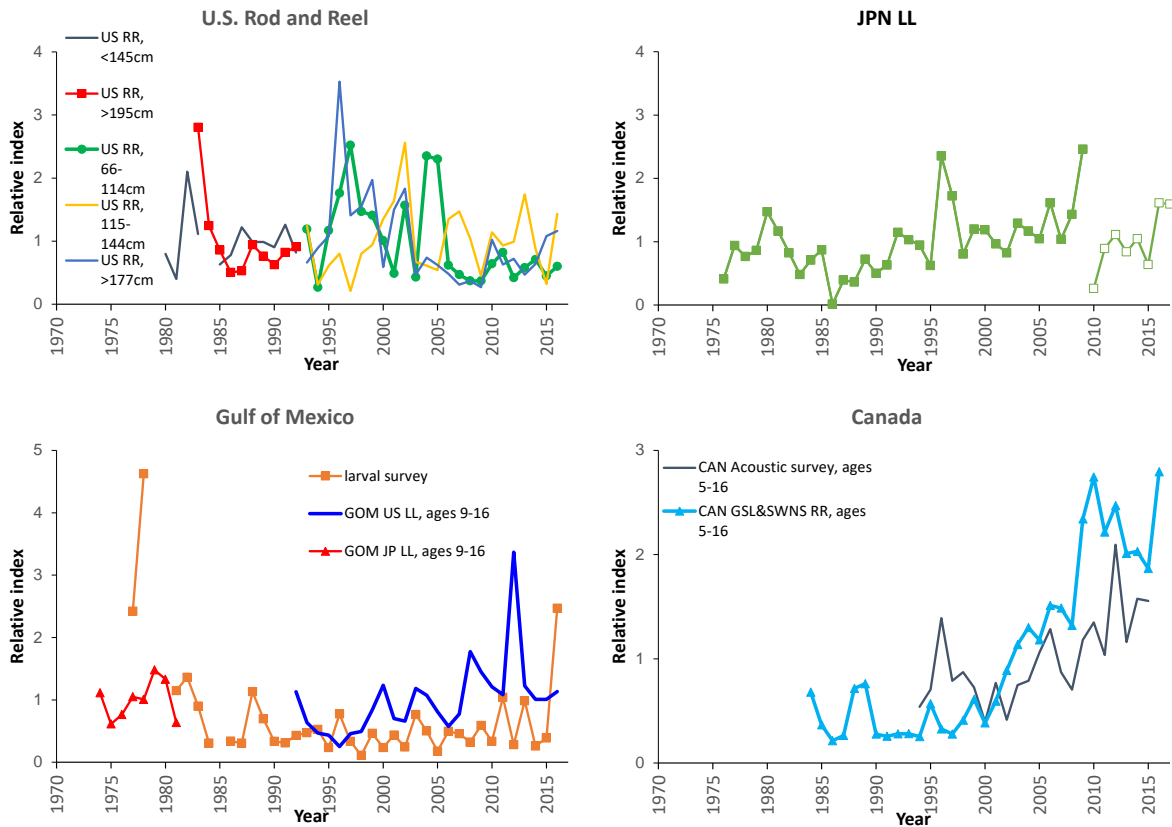 U.S. Rod and Reel
Relative index
4
3
2
1
0
US RR,
<145cm
US RR,
>195cm
US RR,
66-
114cm
US RR,
115-
144cm
US RR,
>177cm
1970
1975
1980
1985
1990
1995
2000
2005
2010
2015
Year
JPN LL
Relative index
4
3
2
1
0
1970
1975
1980
1985
1990
1995
2000
2005
2010
2015
Year
Gulf of Mexico
Relative index
5
4
3
2
1
0
larval survey
GOM US LL, ages 9-16
GOM JP LL, ages 9-16
1970
1975
1980
1985
1990
1995
2000
2005
2010
2015
Year
Canada
Relative index
3
2
1
0
CAN Acoustic survey, ages
5-16
CAN GSL&SWNS RR, ages
5-16
1970
1975
1980
1985
1990
1995
2000
2005
2010
2015
Year